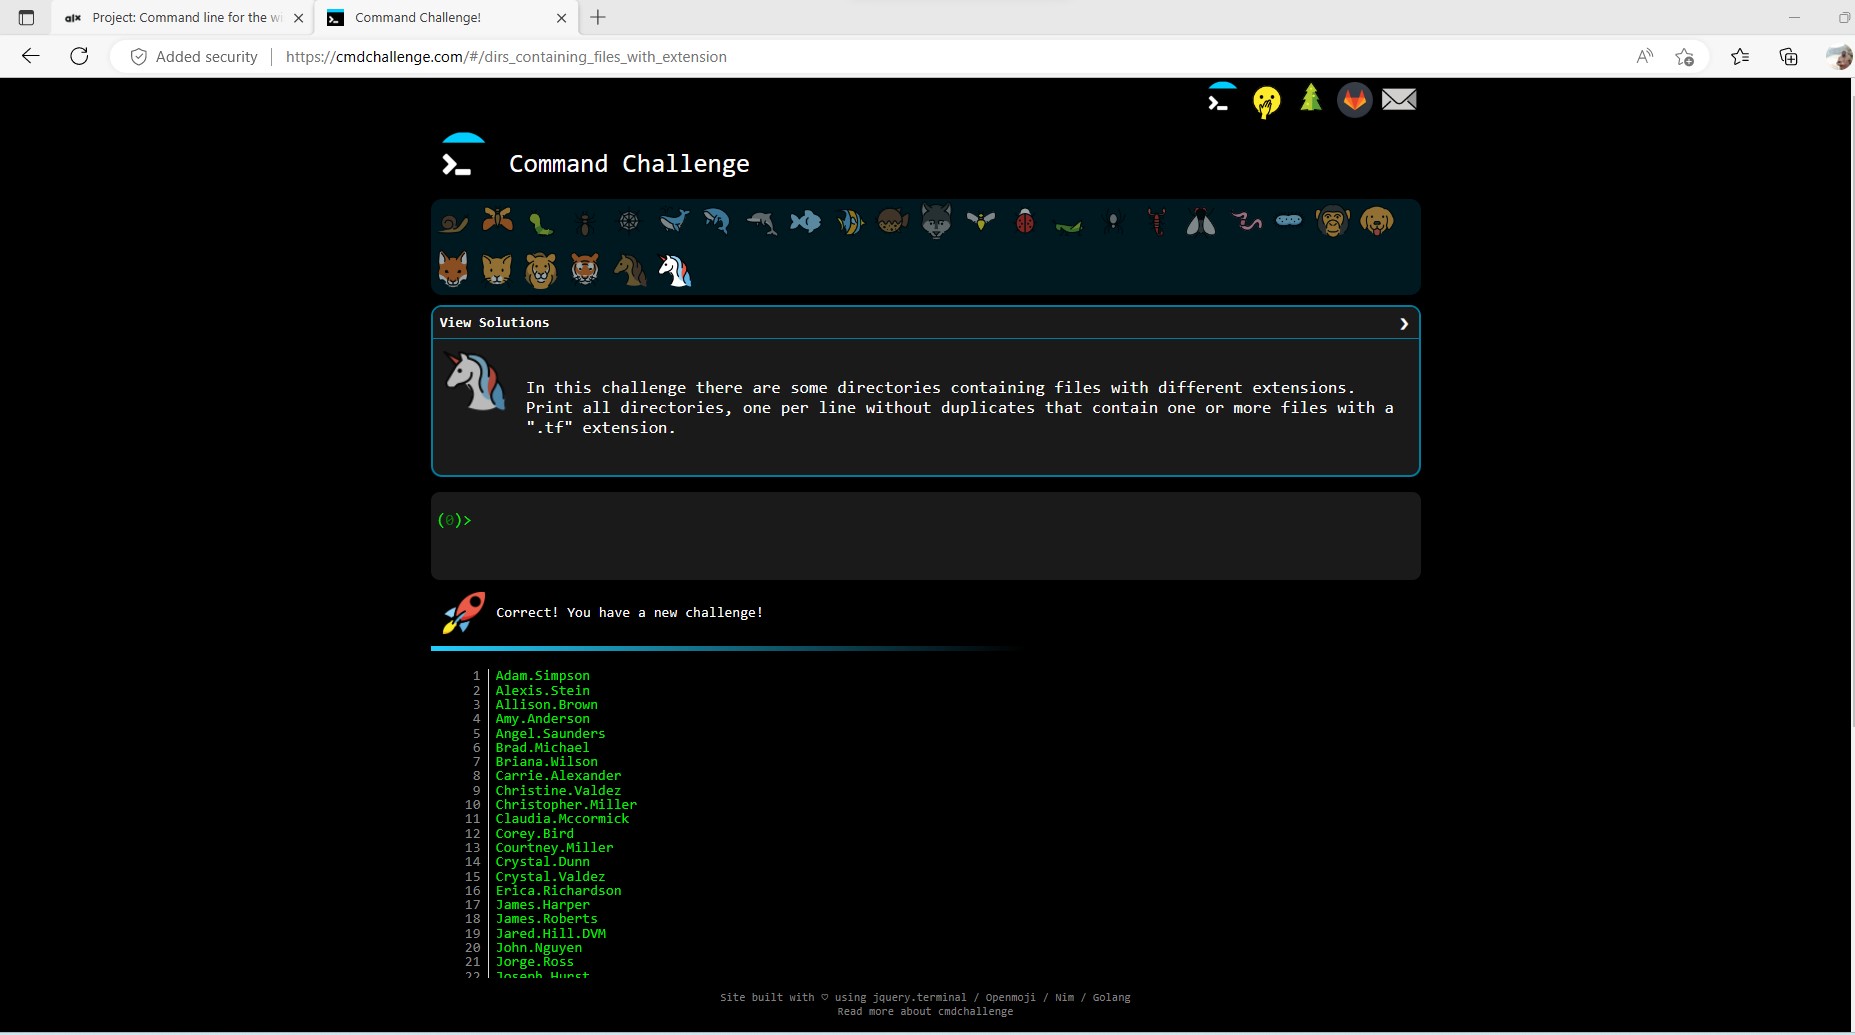 Project: Command line for the wi
Command Challenge!
Added security
https://cmdchallenge.com/#/dirs_containing_files_with_extension
Command Challenge
View Solutions
In this challenge there are some directories containing files with different extensions.
Print all directories, one per line without duplicates that contain one or more files with a
".tf" extension.
(0)>
Correct! You have a new challenge!
1 Adam.Simpson
2 Alexis.Stein
3 Allison.Brown
4 Amy.Anderson
5 Angel.Saunders
6 Brad.Michael
7 Briana.Wilson
8 Carrie.Alexander
9 Christine.Valdez
10 Christopher.Miller
11 Claudia.Mccormick
12 Corey.Bird
13 Courtney.Miller
14 Crystal.Dunn
15 Crystal.Valdez
16 Erica.Richardson
17 James.Harper
18 James.Roberts
19 Jared.Hill.DVM
20 John.Nguyen
21 Jorge.Ross
22 Joseph.Hurst
Site built with ♡ using jquery.terminal / Openmoji / Nim / Golang
Read more about cmdchallenge